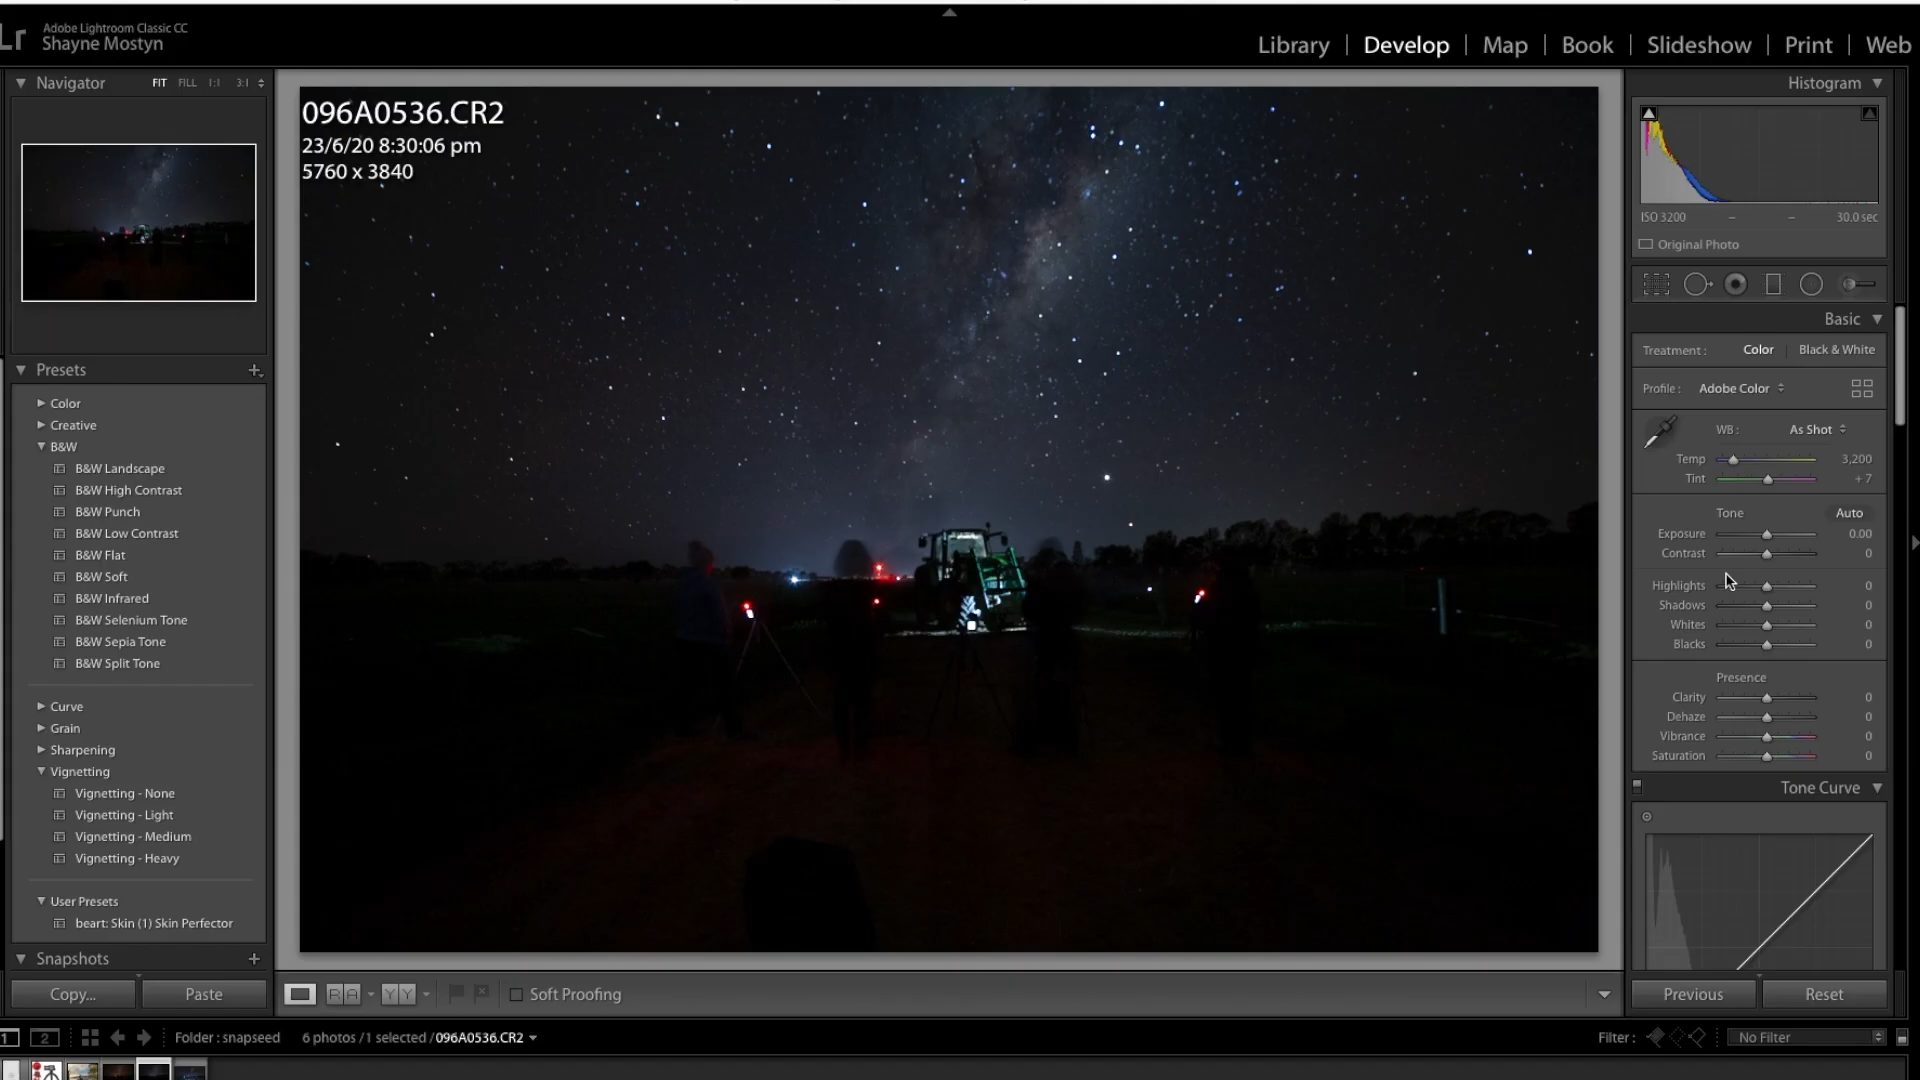 Lr
Adobe Lightroom Classic CC
Shayne Mostyn
Library | Develop | Map | Book | Slideshow | Print | Web
Navigator FIT FILL 1:1 3:1
Presets
Color
Creative
B&W
B&W Landscape
B&W High Contrast
B&W Punch
B&W Low Contrast
B&W Flat
B&W Soft
B&W Infrared
B&W Selenium Tone
B&W Sepia Tone
B&W Split Tone
Curve
Grain
Sharpening
Vignetting
Vignetting - None
Vignetting - Light
Vignetting - Medium
Vignetting - Heavy
User Presets
beart: Skin (1) Skin Perfector
Snapshots
Copy... Paste
096A0536.CR2
23/6/20 8:30:06 pm
5760 x 3840
Histogram
ISO 3200 – – 30.0 sec
Original Photo
Basic
Treatment : Color Black & White
Profile : Adobe Color
WB : As Shot
Temp 3,200
Tint + 7
Tone Auto
Exposure 0.00
Contrast 0
Highlights 0
Shadows 0
Whites 0
Blacks 0
Presence
Clarity 0
Dehaze 0
Vibrance 0
Saturation 0
Tone Curve
Previous Reset
RA YY Soft Proofing
1 2 Folder : snapseed 6 photos / 1 selected / 096A0536.CR2 Filter : No Filter